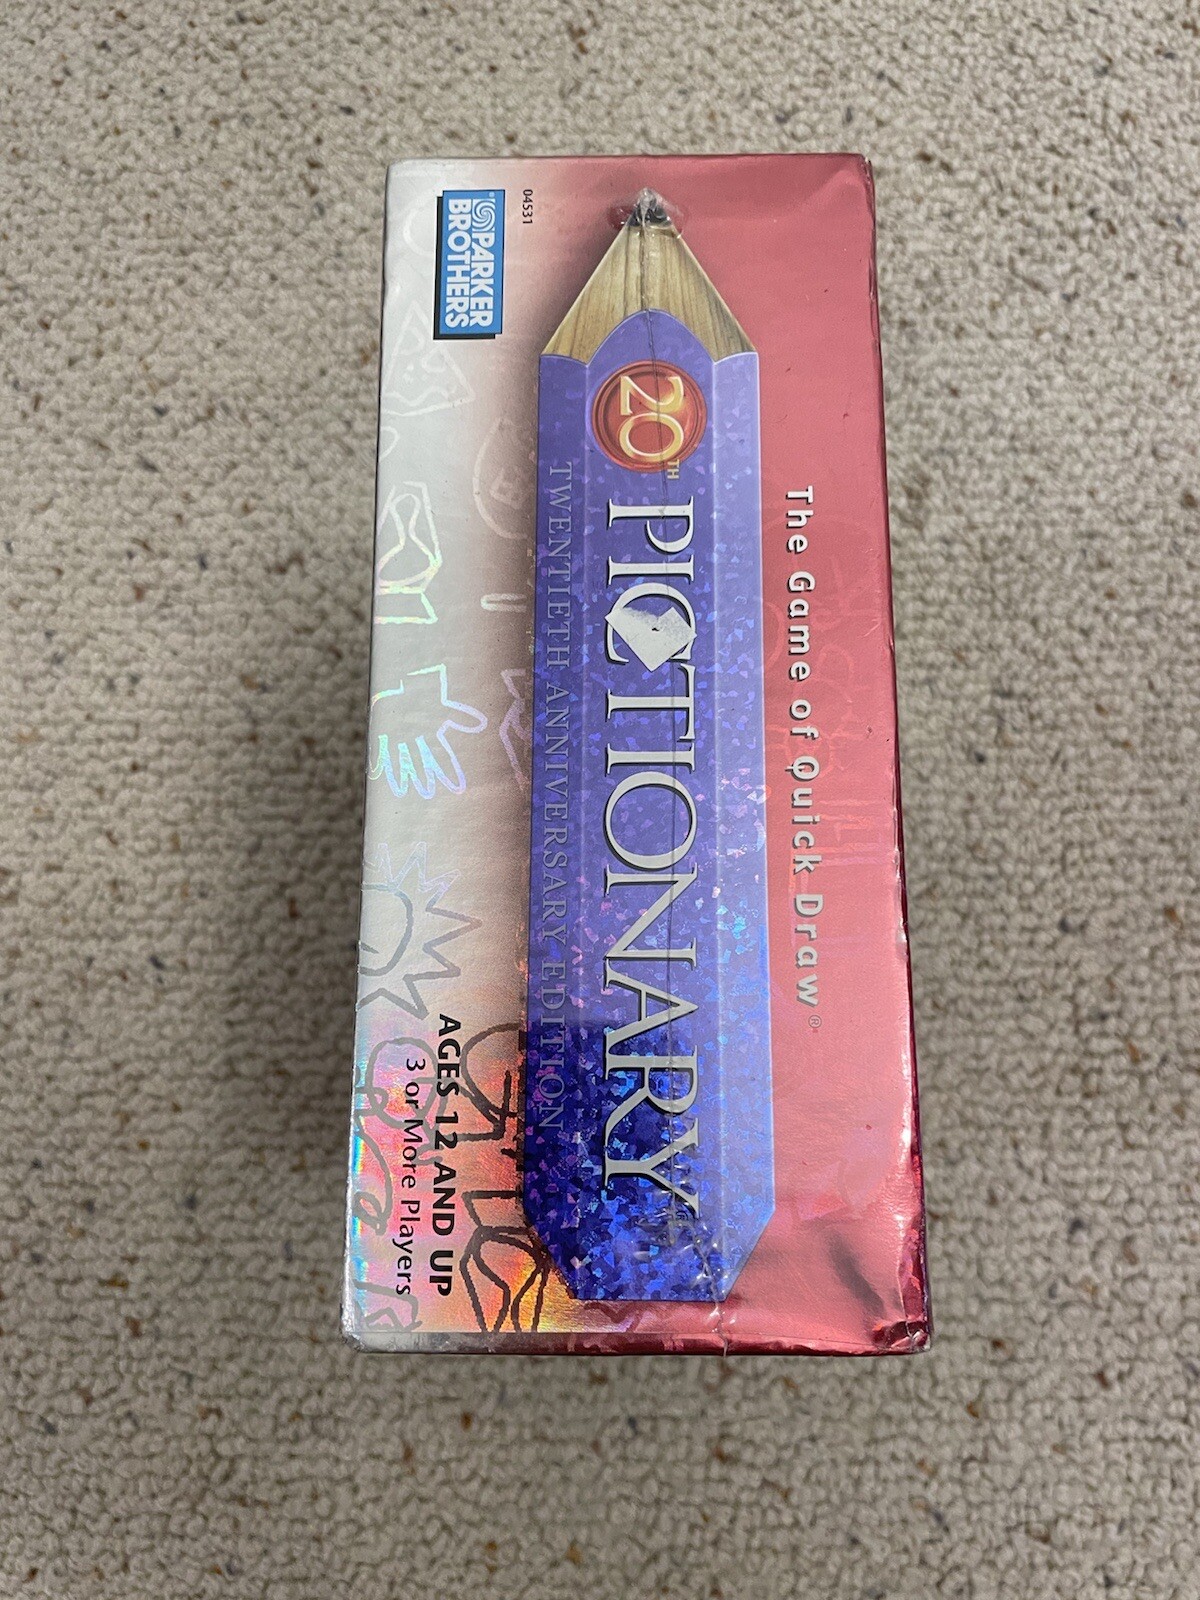 The Game of Quick Draw®
20TH
PICTIONARY
TWENTIETH ANNIVERSARY EDITION
04531
PARKER
BROTHERS
AGES 12 AND UP
3 or More Players